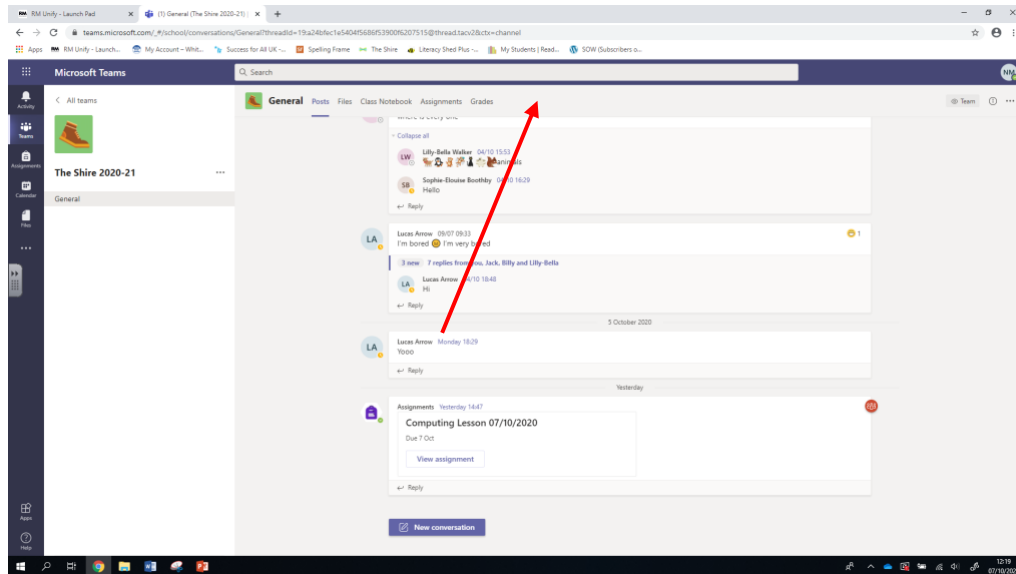 RM Unify - Launch Pad
(1) General (The Shire 2020-21) |
teams.microsoft.com/_#/school/conversations/General?threadId=19:a24bfec1e5404f5686f53900f6207515@thread.tacv2&ctx=channel
Apps
RM Unify - Launch...
My Account – Whit...
Success for All UK -...
Spelling Frame
The Shire
Literacy Shed Plus -...
My Students | Read...
SOW (Subscribers o...
Microsoft Teams
Search
NM
Activity
Teams
Assignments
Calendar
Files
Apps
Help
All teams
The Shire 2020-21
General
General Posts Files Class Notebook Assignments Grades
Team
where is every one
Collapse all
LW
Lilly-Bella Walker 04/10 15:53
animals
SB
Sophie-Elouise Boothby 04/10 16:29
Hello
Reply
LA
Lucas Arrow 09/07 09:33
I'm bored I'm very bored
1
3 new 7 replies from you, Jack, Billy and Lilly-Bella
LA
Lucas Arrow 04/10 18:48
Hi
Reply
5 October 2020
LA
Lucas Arrow Monday 18:29
Yooo
Reply
Yesterday
Assignments Yesterday 14:47
Computing Lesson 07/10/2020
Due 7 Oct
View assignment
Reply
New conversation
12:19
07/10/202